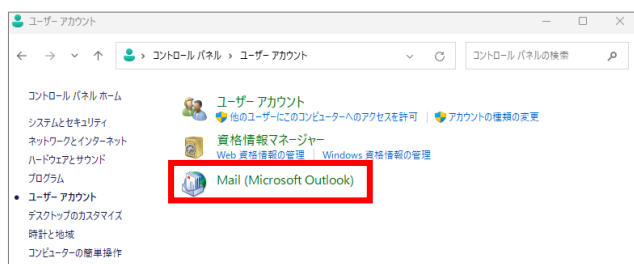 ユーザー アカウント
コントロール パネル › ユーザー アカウント
コントロール パネルの検索
コントロール パネル ホーム
システムとセキュリティ
ネットワークとインターネット
ハードウェアとサウンド
プログラム
ユーザー アカウント
デスクトップのカスタマイズ
時計と地域
コンピューターの簡単操作
ユーザー アカウント
他のユーザーにこのコンピューターへのアクセスを許可 | アカウントの種類の変更
資格情報マネージャー
Web 資格情報の管理 | Windows 資格情報の管理
Mail (Microsoft Outlook)